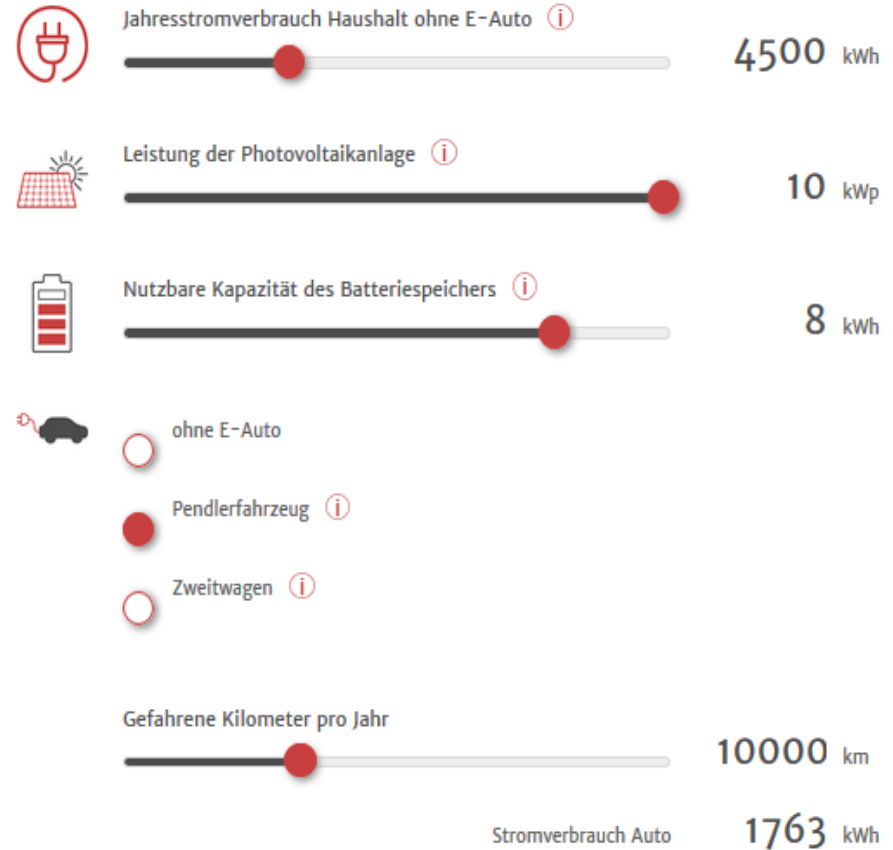 Jahresstromverbrauch Haushalt ohne E-Auto i
4500 kWh
Leistung der Photovoltaikanlage i
10 kWp
Nutzbare Kapazität des Batteriespeichers i
8 kWh
ohne E-Auto
Pendlerfahrzeug i
Zweitwagen i
Gefahrene Kilometer pro Jahr
10000 km
Stromverbrauch Auto 1763 kWh